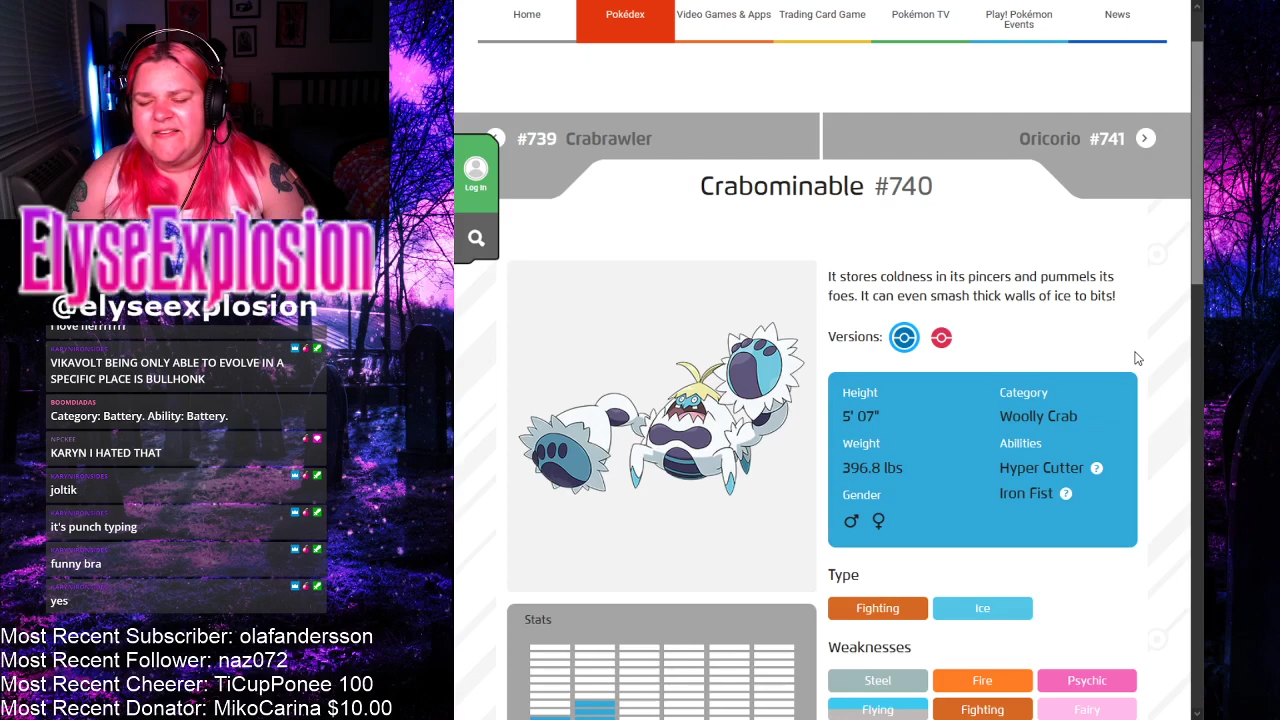 Home
Pokédex
Video Games & Apps
Trading Card Game
Pokémon TV
Play! Pokémon
Events
News
#739 Crabrawler
Oricorio #741
Log In
Crabominable #740
It stores coldness in its pincers and pummels its
foes. It can even smash thick walls of ice to bits!
Versions:
Height
5' 07"
Weight
396.8 lbs
Gender
Category
Woolly Crab
Abilities
Hyper Cutter ?
Iron Fist ?
Type
Fighting
Ice
Weaknesses
Steel
Fire
Psychic
Flying
Fighting
Fairy
Stats
ElyseExplosion
@elyseexplosion
KARYNIRONSIDES
VIKAVOLT BEING ONLY ABLE TO EVOLVE IN A
SPECIFIC PLACE IS BULLHONK
BOOMDIADAS
Category: Battery. Ability: Battery.
NPCKEE
KARYN I HATED THAT
KARYNIRONSIDES
joltik
KARYNIRONSIDES
it's punch typing
KARYNIRONSIDES
funny bra
KARYNIRONSIDES
yes
Most Recent Subscriber: olafandersson
Most Recent Follower: naz072
Most Recent Cheerer: TiCupPonee 100
Most Recent Donator: MikoCarina $10.00